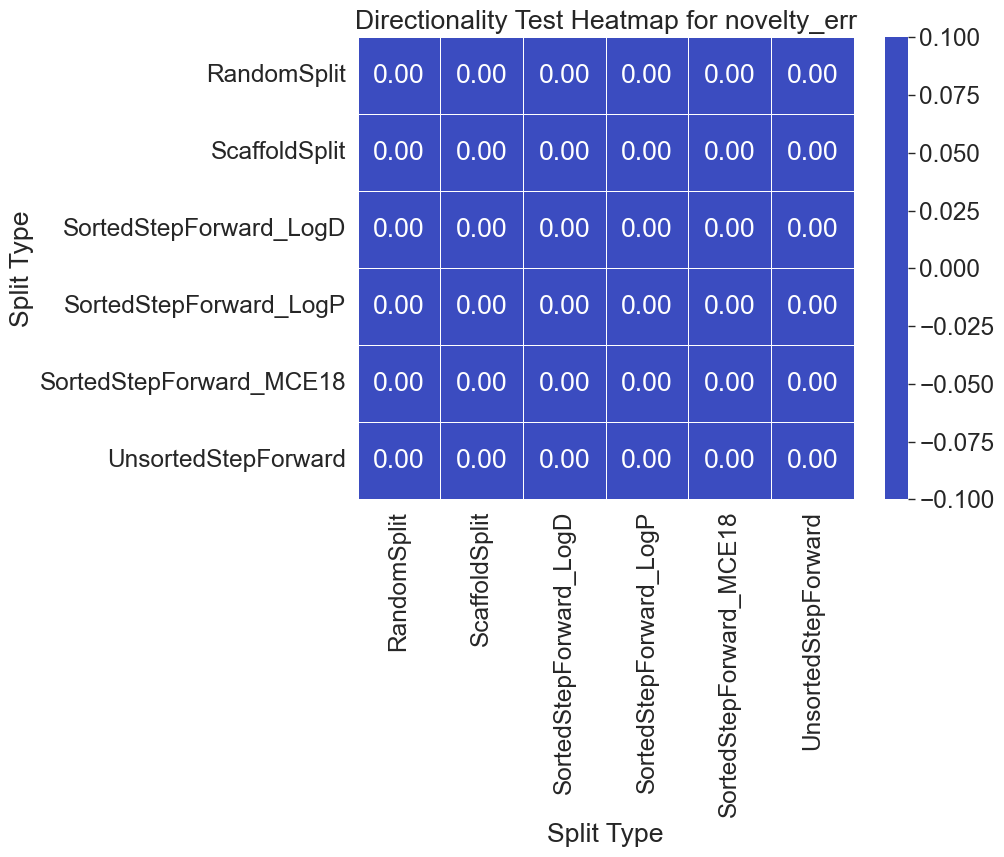 Directionality Test Heatmap for novelty_err
RandomSplit 0.00 0.00 0.00 0.00 0.00 0.00
ScaffoldSplit 0.00 0.00 0.00 0.00 0.00 0.00
SortedStepForward_LogD 0.00 0.00 0.00 0.00 0.00 0.00
SortedStepForward_LogP 0.00 0.00 0.00 0.00 0.00 0.00
SortedStepForward_MCE18 0.00 0.00 0.00 0.00 0.00 0.00
UnsortedStepForward 0.00 0.00 0.00 0.00 0.00 0.00
Split Type
RandomSplit
ScaffoldSplit
SortedStepForward_LogD
SortedStepForward_LogP
SortedStepForward_MCE18
UnsortedStepForward
Split Type
0.100
0.075
0.050
0.025
0.000
−0.025
−0.050
−0.075
−0.100